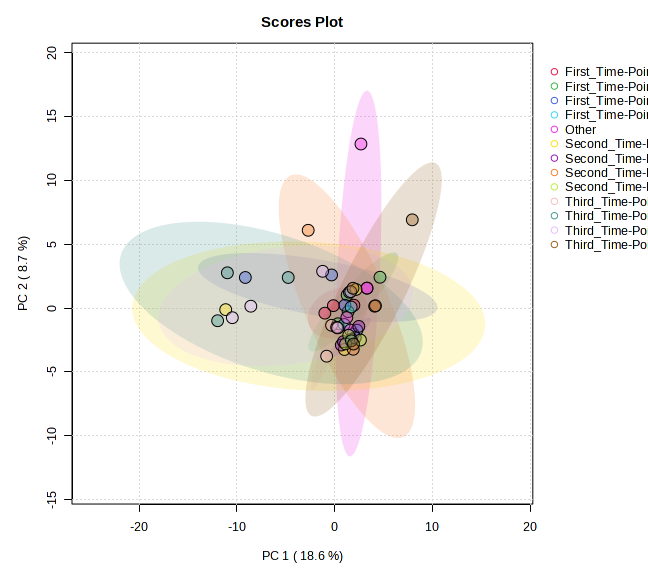 Scores Plot
First_Time-Poi
First_Time-Poi
First_Time-Poi
First_Time-Poi
Other
Second_Time-
Second_Time-
Second_Time-
Second_Time-
Third_Time-Po
Third_Time-Po
Third_Time-Po
Third_Time-Po
20
15
10
5
0
-5
-10
-15
PC 2 ( 8.7 %)
-20 -10 0 10 20
PC 1 ( 18.6 %)